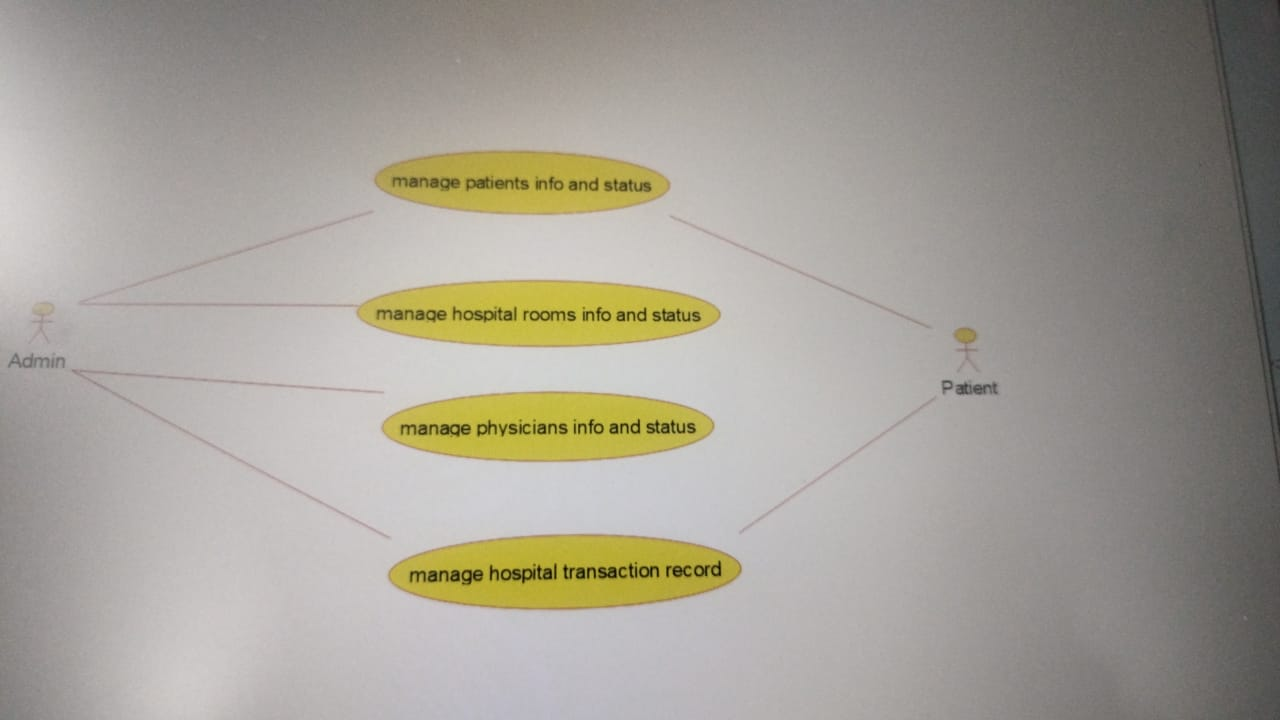 manage patients info and status
manage hospital rooms info and status
Admin
Patient
manage physicians info and status
manage hospital transaction record